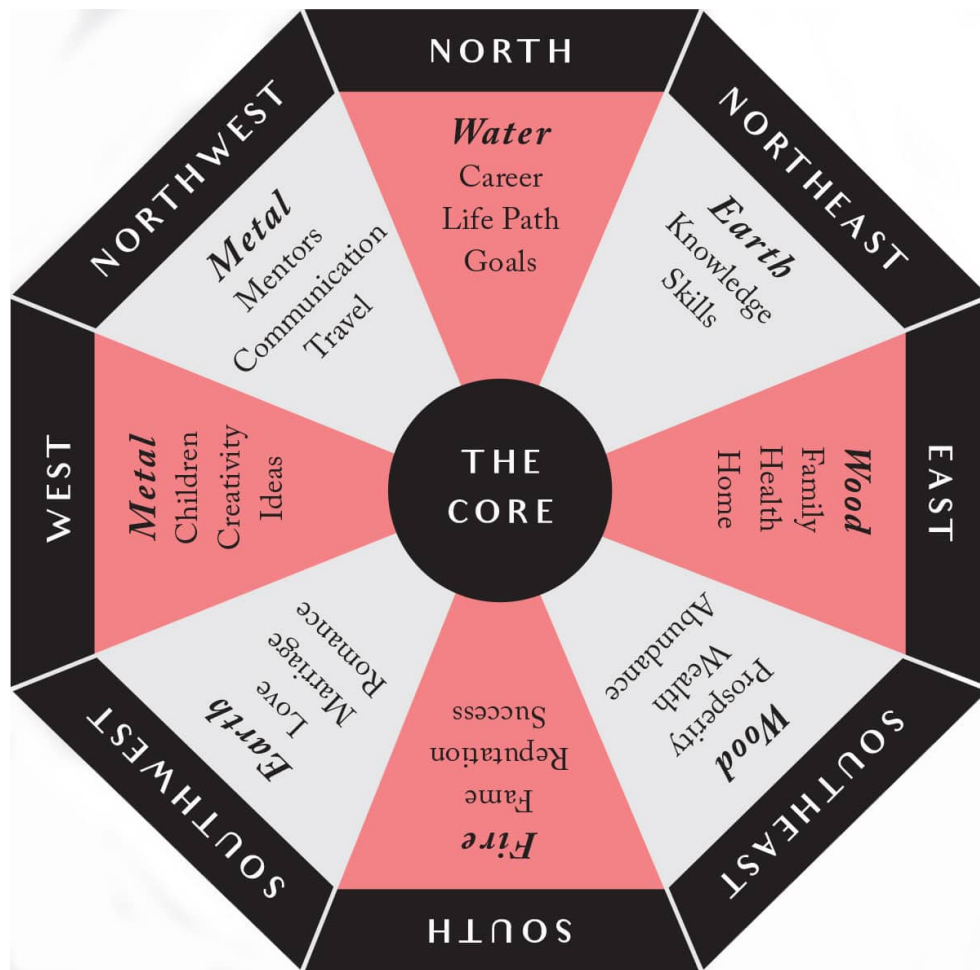 NORTH
Water
Career
Life Path
Goals
NORTHEAST
Earth
Knowledge
Skills
EAST
Wood
Family
Health
Home
SOUTHEAST
Wood
Prosperity
Wealth
Abundance
SOUTH
Fire
Fame
Reputation
Success
SOUTHWEST
Earth
Love
Marriage
Romance
WEST
Metal
Children
Creativity
Ideas
NORTHWEST
Metal
Mentors
Communication
Travel
THE
CORE